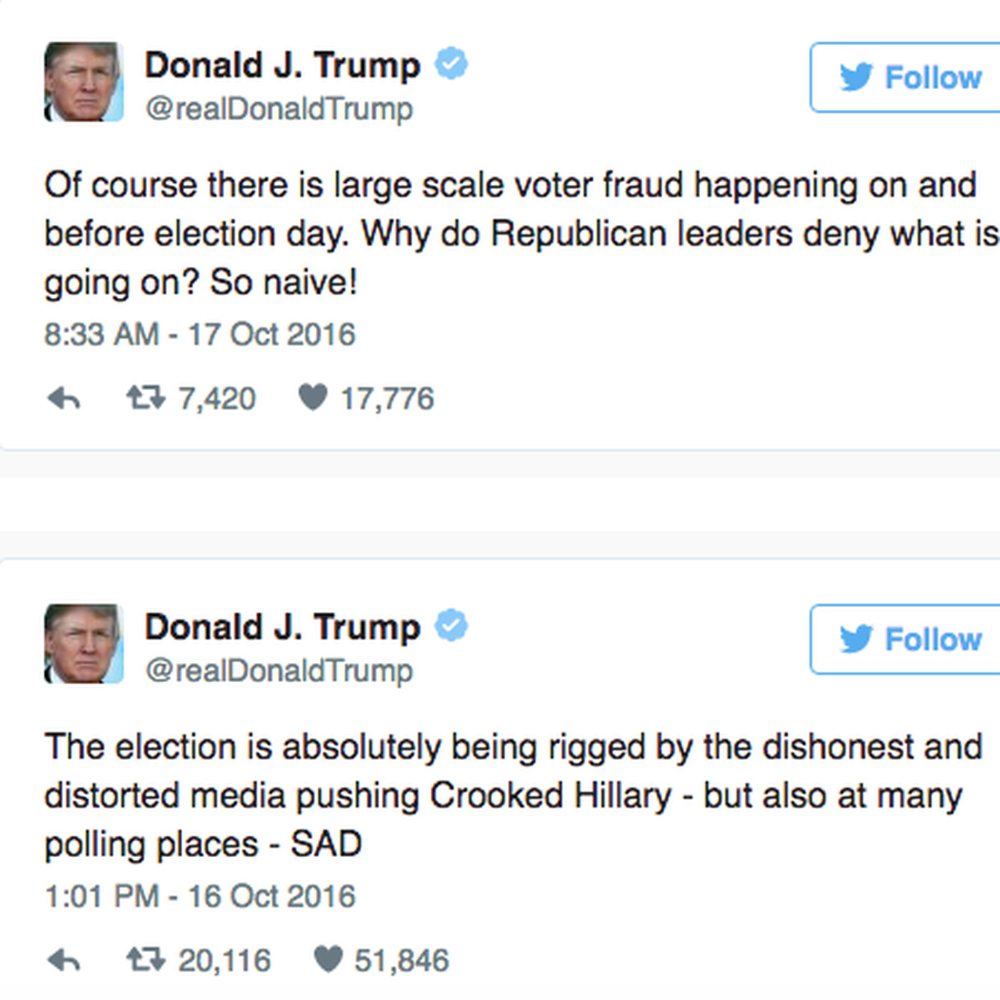 Donald J. Trump
Follow
@realDonaldTrump
Of course there is large scale voter fraud happening on and
before election day. Why do Republican leaders deny what is
going on? So naive!
8:33 AM - 17 Oct 2016
7,420 17,776
Donald J. Trump
Follow
@realDonaldTrump
The election is absolutely being rigged by the dishonest and
distorted media pushing Crooked Hillary - but also at many
polling places - SAD
1:01 PM - 16 Oct 2016
20,116 51,846